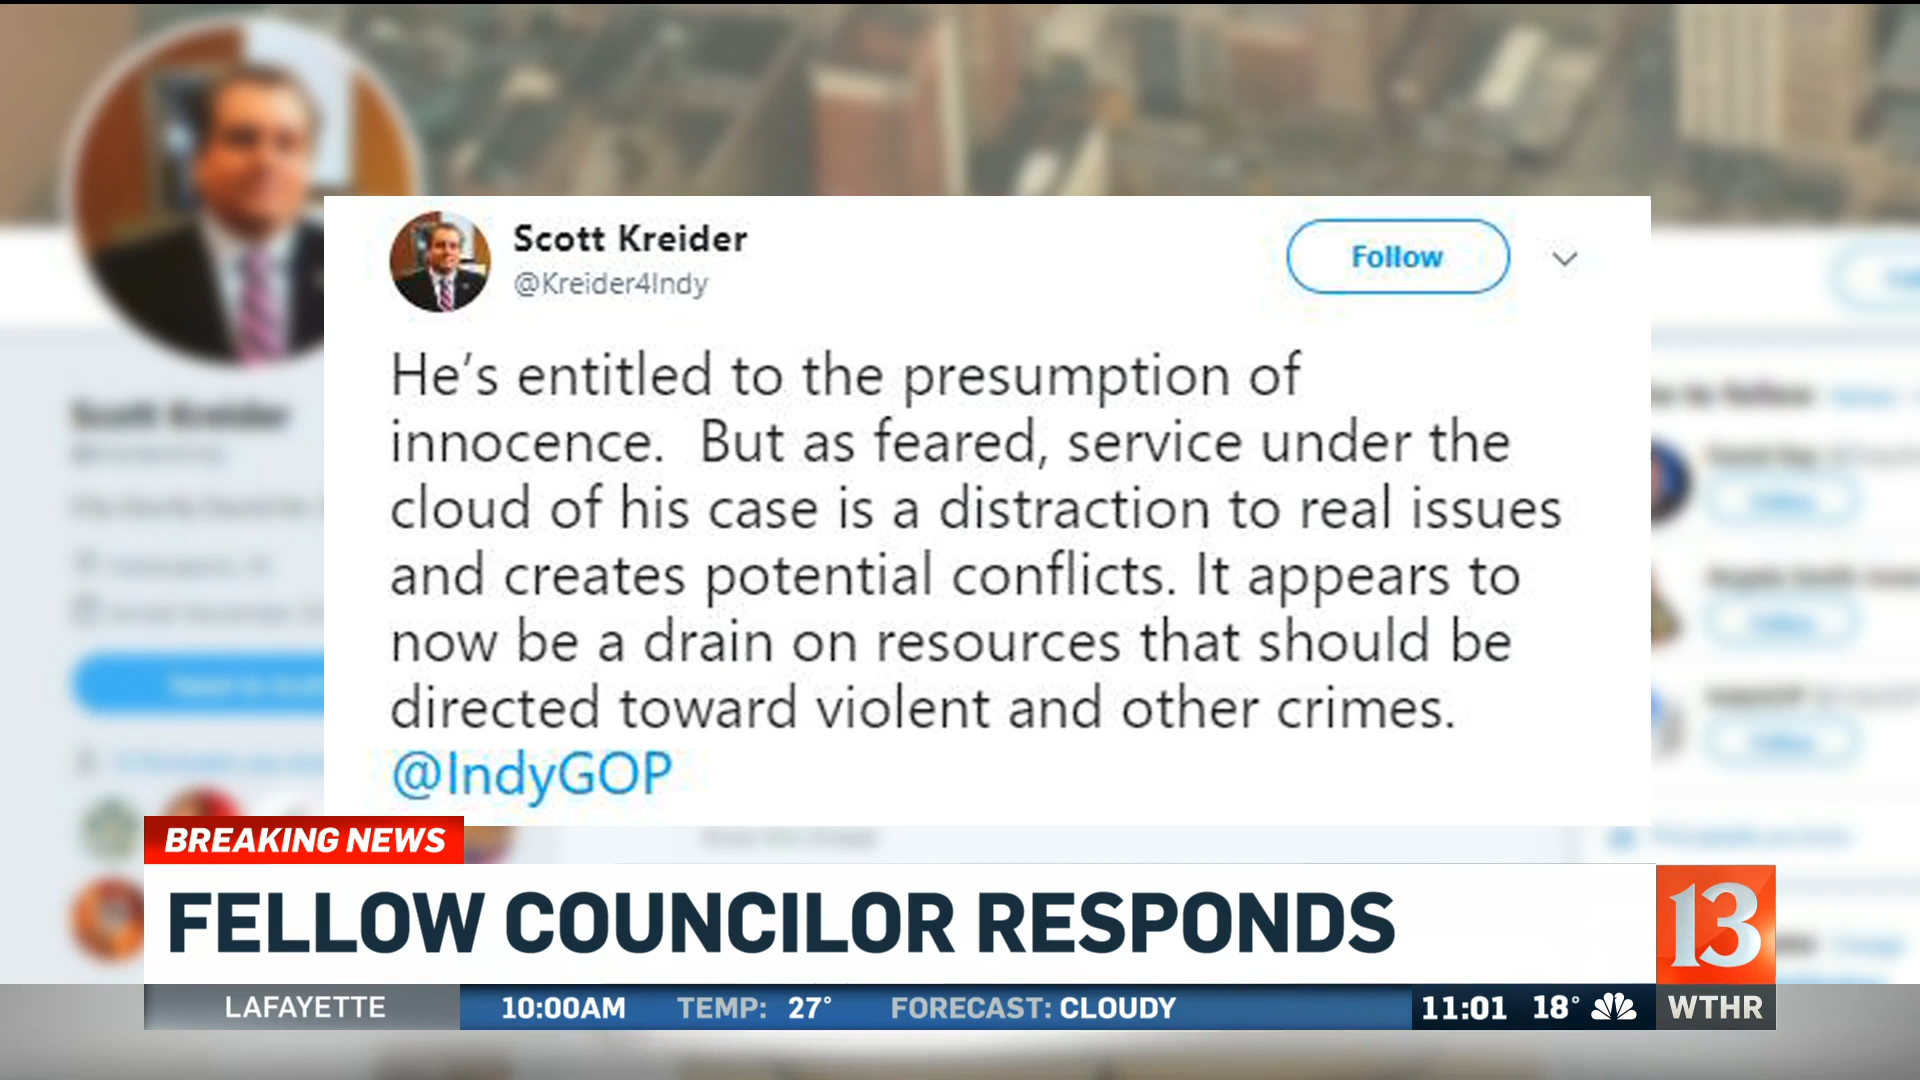 Scott Kreider
@Kreider4Indy
Follow
He’s entitled to the presumption of
innocence.  But as feared, service under the
cloud of his case is a distraction to real issues
and creates potential conflicts. It appears to
now be a drain on resources that should be
directed toward violent and other crimes.
@IndyGOP
Scott Kreider
BREAKING NEWS
FELLOW COUNCILOR RESPONDS
13
LAFAYETTE 10:00AM TEMP: 27° FORECAST: CLOUDY 11:01 18° WTHR